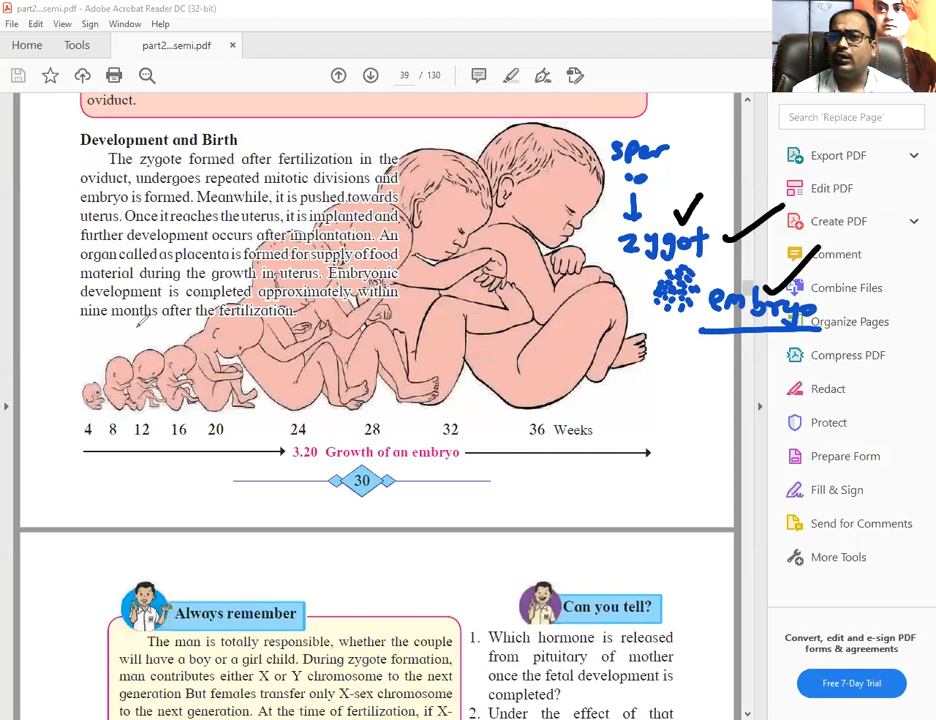 part2...semi.pdf - Adobe Acrobat Reader DC (32-bit)
File Edit View Sign Window Help
Home Tools part2...semi.pdf ×
39 / 130
Search 'Replace Page'
Export PDF
Edit PDF
Create PDF
Comment
Combine Files
Organize Pages
Compress PDF
Redact
Protect
Prepare Form
Fill & Sign
Send for Comments
More Tools
Convert, edit and e-sign PDF
forms & agreements
Free 7-Day Trial
oviduct.
Development and Birth
The zygote formed after fertilization in the
oviduct, undergoes repeated mitotic divisions and
embryo is formed. Meanwhile, it is pushed towards
uterus. Once it reaches the uterus, it is implanted and
further development occurs after implantation. An
organ called as placenta is formed for supply of food
material during the growth in uterus. Embryonic
development is completed approximately within
nine months after the fertilization.
sper
zygot
embryo
4 8 12 16 20 24 28 32 36 Weeks
3.20 Growth of an embryo
30
Always remember
The man is totally responsible, whether the couple
will have a boy or a girl child. During zygote formation,
man contributes either X or Y chromosome to the next
generation But females transfer only X-sex chromosome
to the next generation. At the time of fertilization, if X-
Can you tell?
1. Which hormone is released
from pituitary of mother
once the fetal development is
completed?
2. Under the effect of that